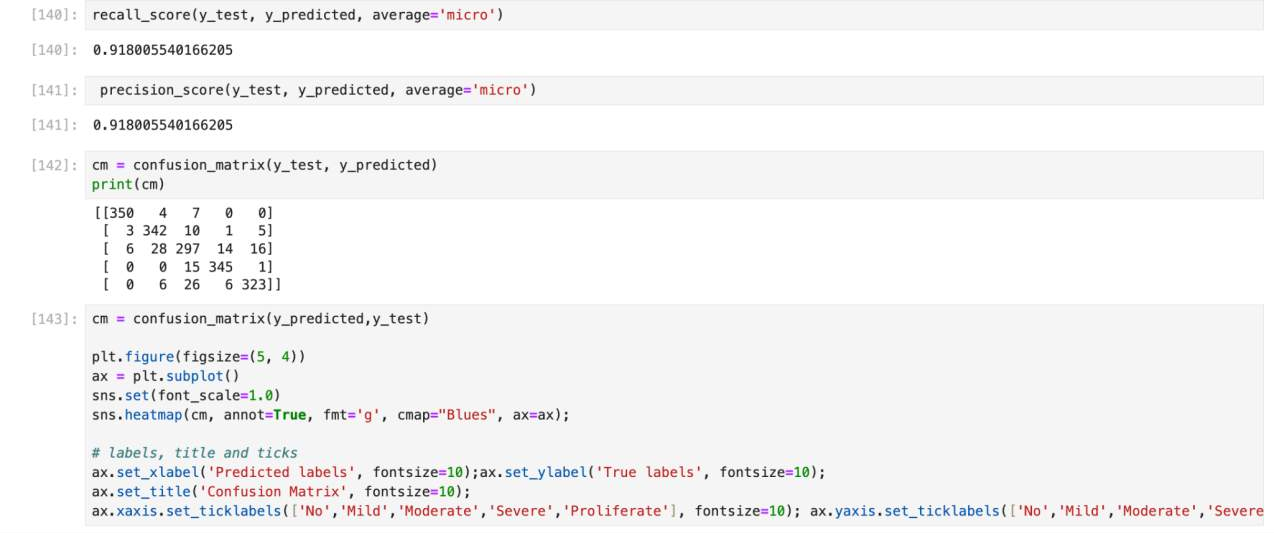 [140]: recall_score(y_test, y_predicted, average='micro')
[140]: 0.918005540166205
[141]: precision_score(y_test, y_predicted, average='micro')
[141]: 0.918005540166205
[142]: cm = confusion_matrix(y_test, y_predicted)
print(cm)
[[350   4   7   0   0]
 [  3 342  10   1   5]
 [  6  28 297  14  16]
 [  0   0  15 345   1]
 [  0   6  26   6 323]]
[143]: cm = confusion_matrix(y_predicted,y_test)
plt.figure(figsize=(5, 4))
ax = plt.subplot()
sns.set(font_scale=1.0)
sns.heatmap(cm, annot=True, fmt='g', cmap="Blues", ax=ax);
# labels, title and ticks
ax.set_xlabel('Predicted labels', fontsize=10);ax.set_ylabel('True labels', fontsize=10);
ax.set_title('Confusion Matrix', fontsize=10);
ax.xaxis.set_ticklabels(['No','Mild','Moderate','Severe','Proliferate'], fontsize=10); ax.yaxis.set_ticklabels(['No','Mild','Moderate','Severe